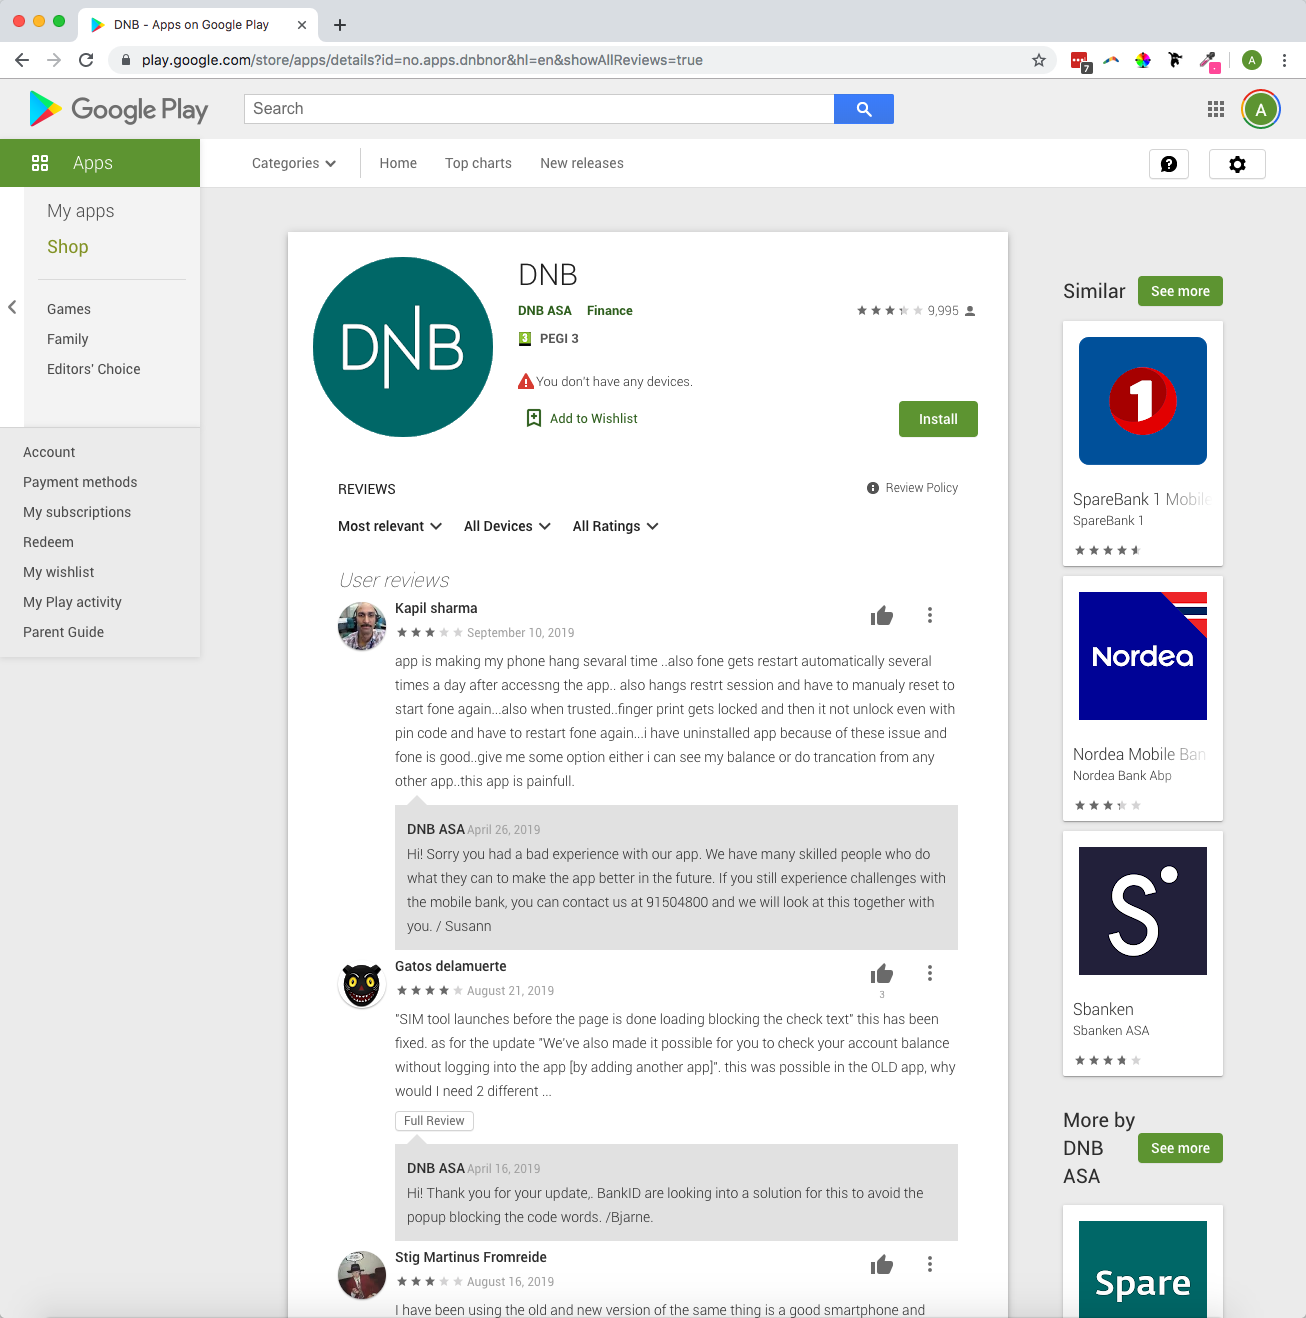 DNB - Apps on Google Play
play.google.com/store/apps/details?id=no.apps.dnbnor&hl=en&showAllReviews=true
7
A
Google Play
Search
A
Apps
Categories
Home
Top charts
New releases
My apps
Shop
Games
Family
Editors' Choice
Account
Payment methods
My subscriptions
Redeem
My wishlist
My Play activity
Parent Guide
DNB
DNB
DNB ASA Finance
9,995
3 PEGI 3
You don't have any devices.
Add to Wishlist
Install
REVIEWS
Review Policy
Most relevant
All Devices
All Ratings
User reviews
Kapil sharma
September 10, 2019
app is making my phone hang sevaral time ..also fone gets restart automatically several
times a day after accessng the app.. also hangs restrt session and have to manualy reset to
start fone again...also when trusted..finger print gets locked and then it not unlock even with
pin code and have to restart fone again...i have uninstalled app because of these issue and
fone is good..give me some option either i can see my balance or do trancation from any
other app..this app is painfull.
DNB ASA April 26, 2019
Hi! Sorry you had a bad experience with our app. We have many skilled people who do
what they can to make the app better in the future. If you still experience challenges with
the mobile bank, you can contact us at 91504800 and we will look at this together with
you. / Susann
Gatos delamuerte
August 21, 2019
3
"SIM tool launches before the page is done loading blocking the check text" this has been
fixed. as for the update "We've also made it possible for you to check your account balance
without logging into the app [by adding another app]". this was possible in the OLD app, why
would I need 2 different ...
Full Review
DNB ASA April 16, 2019
Hi! Thank you for your update,. BankID are looking into a solution for this to avoid the
popup blocking the code words. /Bjarne.
Stig Martinus Fromreide
August 16, 2019
I have been using the old and new version of the same thing is a good smartphone and
Similar
See more
1
SpareBank 1 Mobile
SpareBank 1
Nordea
Nordea Mobile Ban
Nordea Bank Abp
S
Sbanken
Sbanken ASA
More by
DNB
ASA
See more
Spare